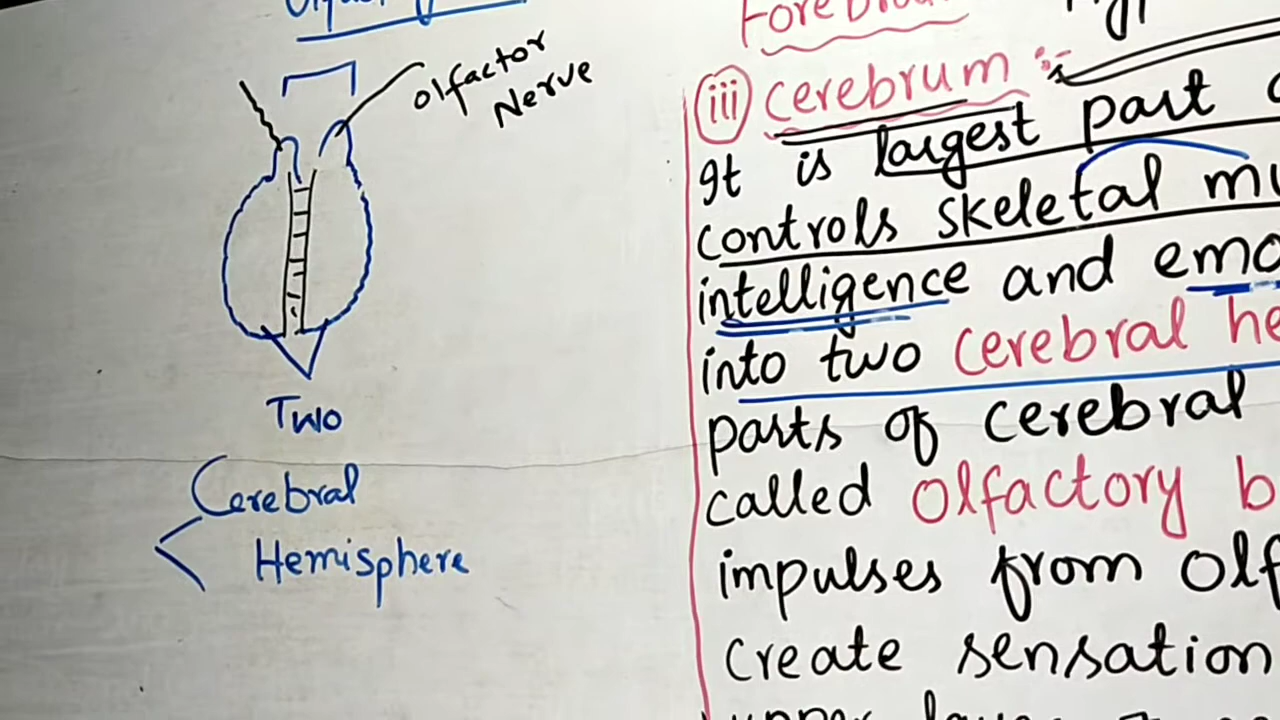 olfactor
Nerve
Two
Cerebral
Hemisphere
(iii) Cerebrum :-
It is largest part
controls skeletal
intelligence and
into two cerebral
parts of cerebral
called olfactory
impulses from
create sensation